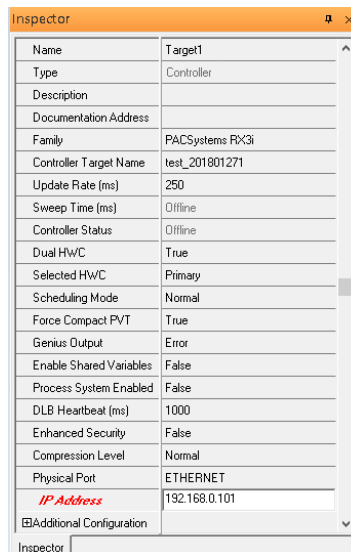 Inspector
Name Target1
Type Controller
Description
Documentation Address
Family PACSystems RX3i
Controller Target Name test_201801271
Update Rate (ms) 250
Sweep Time (ms) Offline
Controller Status Offline
Dual HWC True
Selected HWC Primary
Scheduling Mode Normal
Force Compact PVT True
Genius Output Error
Enable Shared Variables False
Process System Enabled False
DLB Heartbeat (ms) 1000
Enhanced Security False
Compression Level Normal
Physical Port ETHERNET
IP Address 192.168.0.101
Additional Configuration
Inspector